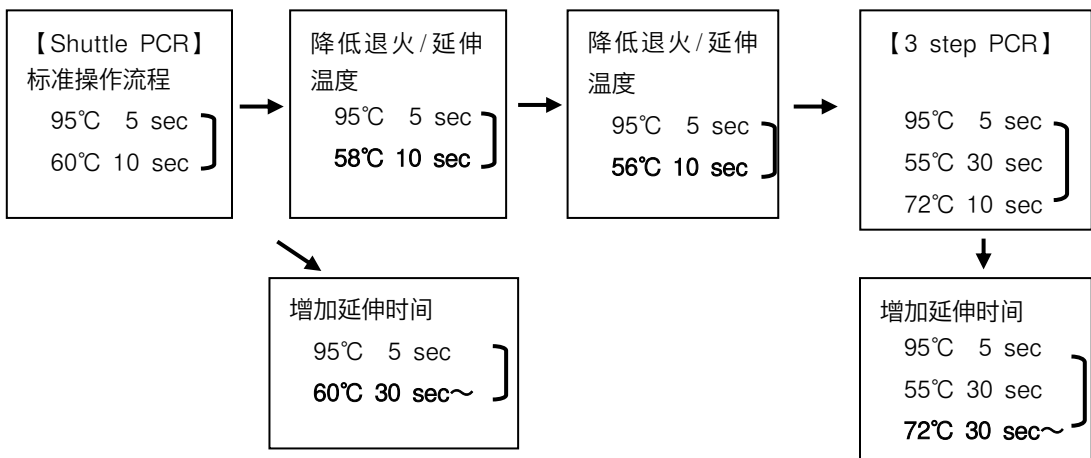 【Shuttle PCR】
标准操作流程
95℃ 5 sec
60℃ 10 sec
降低退火/延伸
温度
95℃ 5 sec
58℃ 10 sec
降低退火/延伸
温度
95℃ 5 sec
56℃ 10 sec
【3 step PCR】
95℃ 5 sec
55℃ 30 sec
72℃ 10 sec
增加延伸时间
95℃ 5 sec
60℃ 30 sec～
增加延伸时间
95℃ 5 sec
55℃ 30 sec
72℃ 30 sec～